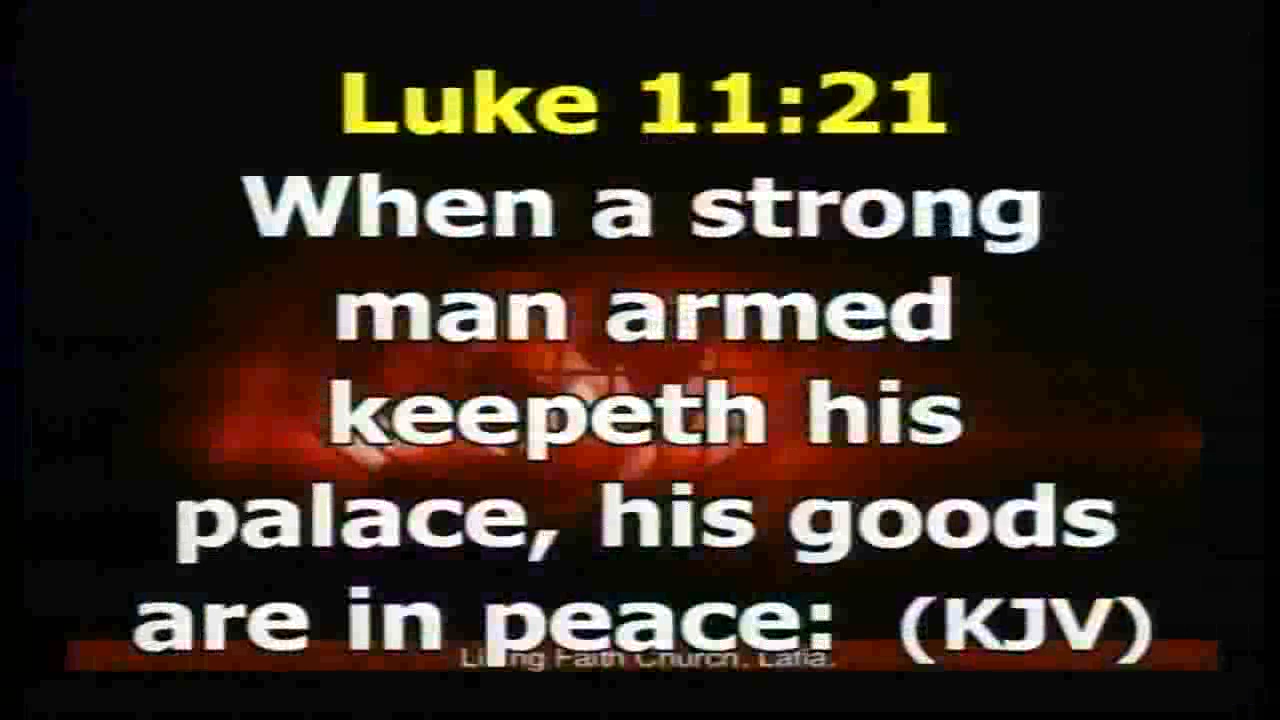 Luke 11:21
When a strong
man armed
keepeth his
palace, his goods
are in peace: (KJV)
Living Faith Church. Lafia.